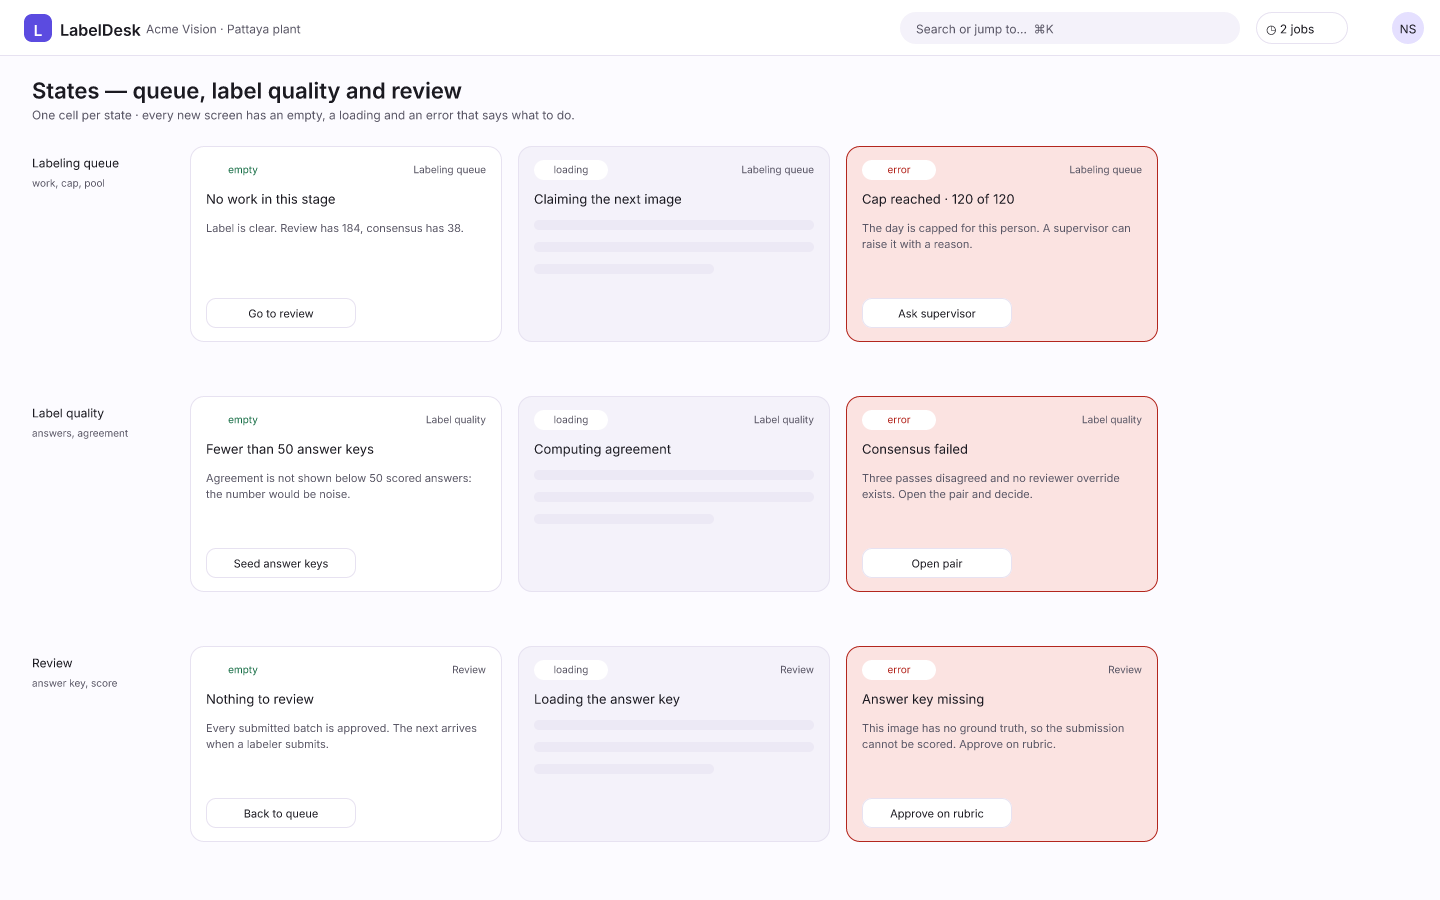 L
LabelDesk Acme Vision · Pattaya plant
Search or jump to... ⌘K
◷ 2 jobs
NS
States — queue, label quality and review
One cell per state · every new screen has an empty, a loading and an error that says what to do.
Labeling queue
work, cap, pool
empty
Labeling queue
No work in this stage
Label is clear. Review has 184, consensus has 38.
Go to review
loading
Labeling queue
Claiming the next image
error
Labeling queue
Cap reached · 120 of 120
The day is capped for this person. A supervisor can
raise it with a reason.
Ask supervisor
Label quality
answers, agreement
empty
Label quality
Fewer than 50 answer keys
Agreement is not shown below 50 scored answers:
the number would be noise.
Seed answer keys
loading
Label quality
Computing agreement
error
Label quality
Consensus failed
Three passes disagreed and no reviewer override
exists. Open the pair and decide.
Open pair
Review
answer key, score
empty
Review
Nothing to review
Every submitted batch is approved. The next arrives
when a labeler submits.
Back to queue
loading
Review
Loading the answer key
error
Review
Answer key missing
This image has no ground truth, so the submission
cannot be scored. Approve on rubric.
Approve on rubric